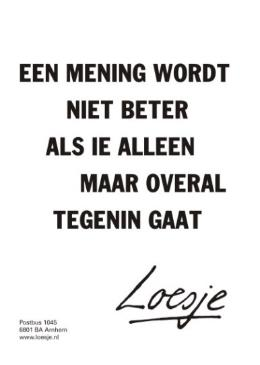 EEN MENING WORDT
NIET BETER
ALS IE ALLEEN
MAAR OVERAL
TEGENIN GAAT
Loesje
Postbus 1045
6801 BA Arnhem
www.loesje.nl